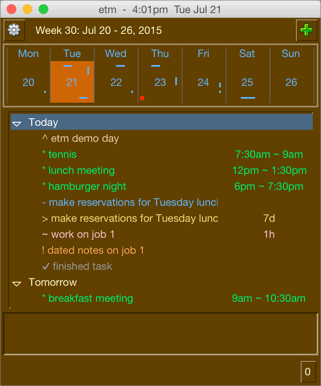 etm - 4:01pm Tue Jul 21
Week 30: Jul 20 - 26, 2015
Mon Tue Wed Thu Fri Sat Sun
20 21 22 23 24 25 26
Today
^ etm demo day
* tennis 7:30am ~ 9am
* lunch meeting 12pm ~ 1:30pm
* hamburger night 6pm ~ 7:30pm
- make reservations for Tuesday lunch
> make reservations for Tuesday lunc 7d
~ work on job 1 1h
! dated notes on job 1
✓ finished task
Tomorrow
* breakfast meeting 9am ~ 10:30am
0